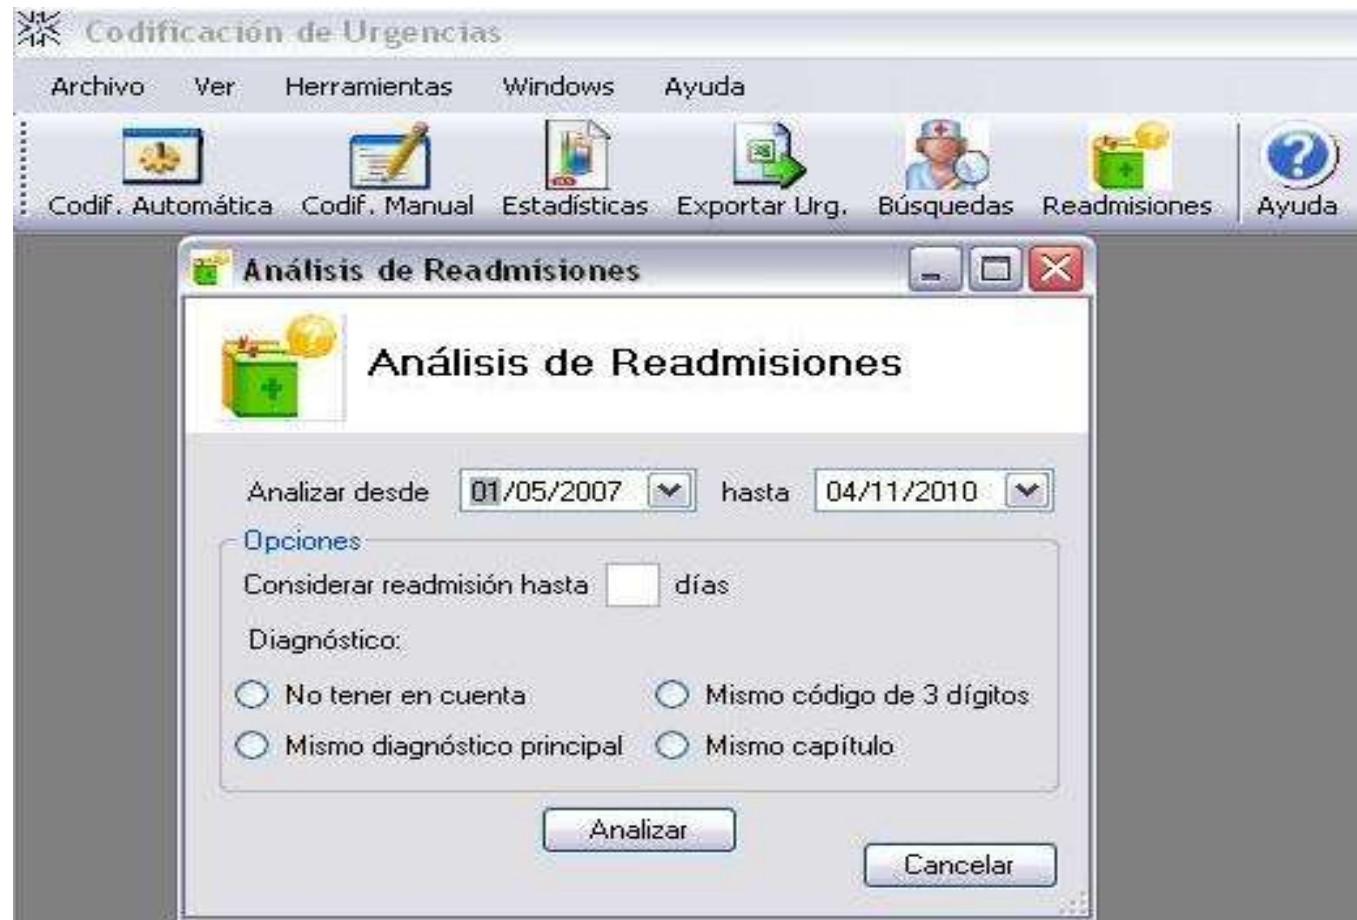 Codificación de Urgencias
Archivo Ver Herramientas Windows Ayuda
Codif. Automática Codif. Manual Estadísticas Exportar Urg. Búsquedas Readmisiones Ayuda
Análisis de Readmisiones
Análisis de Readmisiones
Analizar desde 01/05/2007 hasta 04/11/2010
Opciones
Considerar readmisión hasta días
Diagnóstico:
No tener en cuenta Mismo código de 3 dígitos
Mismo diagnóstico principal Mismo capítulo
Analizar
Cancelar